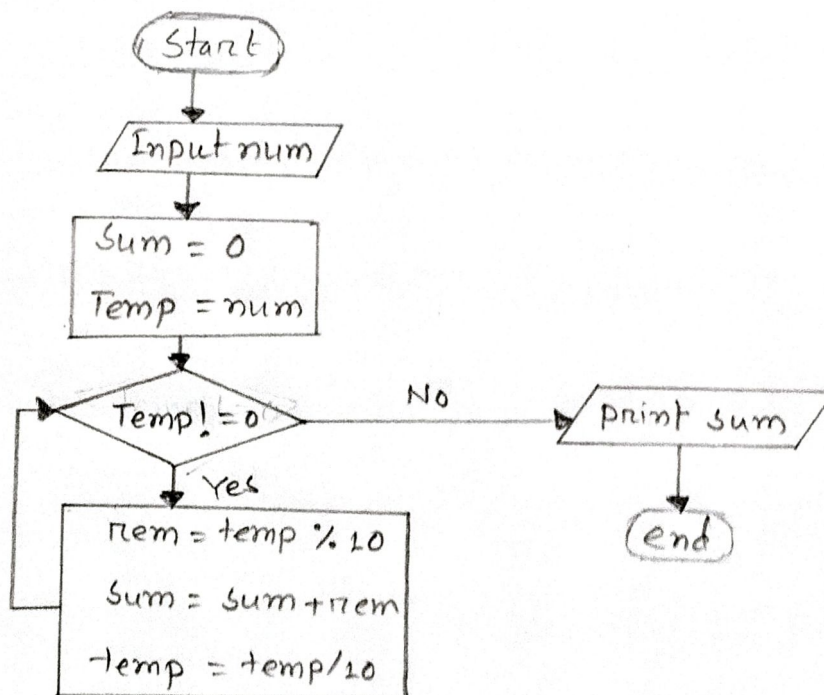 Start
Input num
Sum = 0
Temp = num
Temp != 0
No
print sum
end
Yes
rem = temp % 10
sum = sum + rem
temp = temp/10